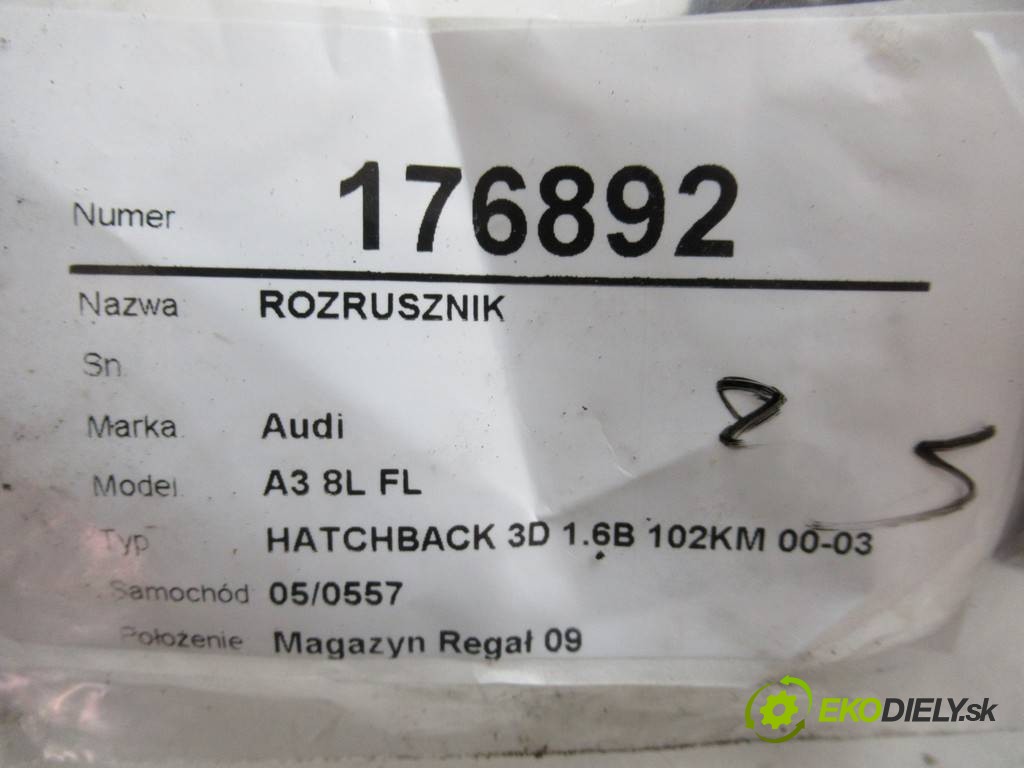 Numer 176892
Nazwa ROZRUSZNIK
Sn
Marka Audi
Model A3 8L FL
Typ HATCHBACK 3D 1.6B 102KM 00-03
Samochód 05/0557
Położenie Magazyn Regał 09
8
5
EKODIELY.sk